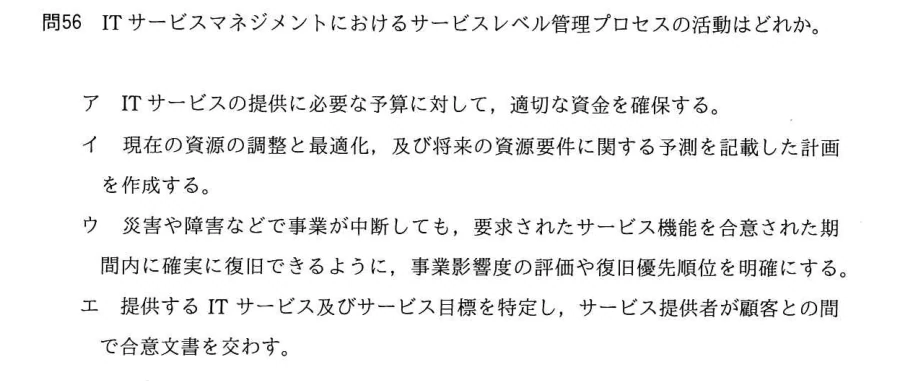 問56 ITサービスマネジメントにおけるサービスレベル管理プロセスの活動はどれか。
ア ITサービスの提供に必要な予算に対して，適切な資金を確保する。
イ 現在の資源の調整と最適化，及び将来の資源要件に関する予測を記載した計画
を作成する。
ウ 災害や障害などで事業が中断しても，要求されたサービス機能を合意された期
間内に確実に復旧できるように，事業影響度の評価や復旧優先順位を明確にする。
エ 提供する IT サービス及びサービス目標を特定し，サービス提供者が顧客との間
で合意文書を交わす。